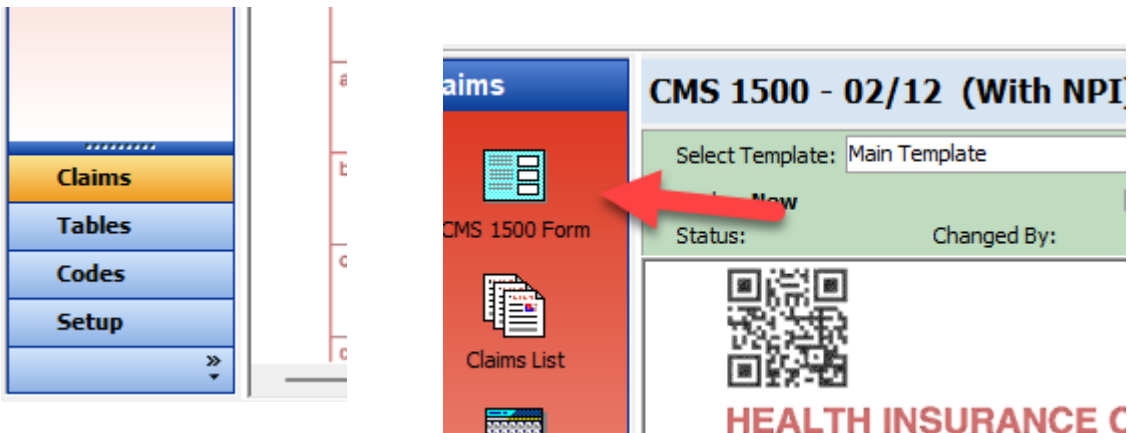 a
b
c
d
Claims
Tables
Codes
Setup
aims
CMS 1500 Form
Claims List
CMS 1500 - 02/12 (With NPI)
Select Template: Main Template
New
Status: Changed By:
HEALTH INSURANCE C